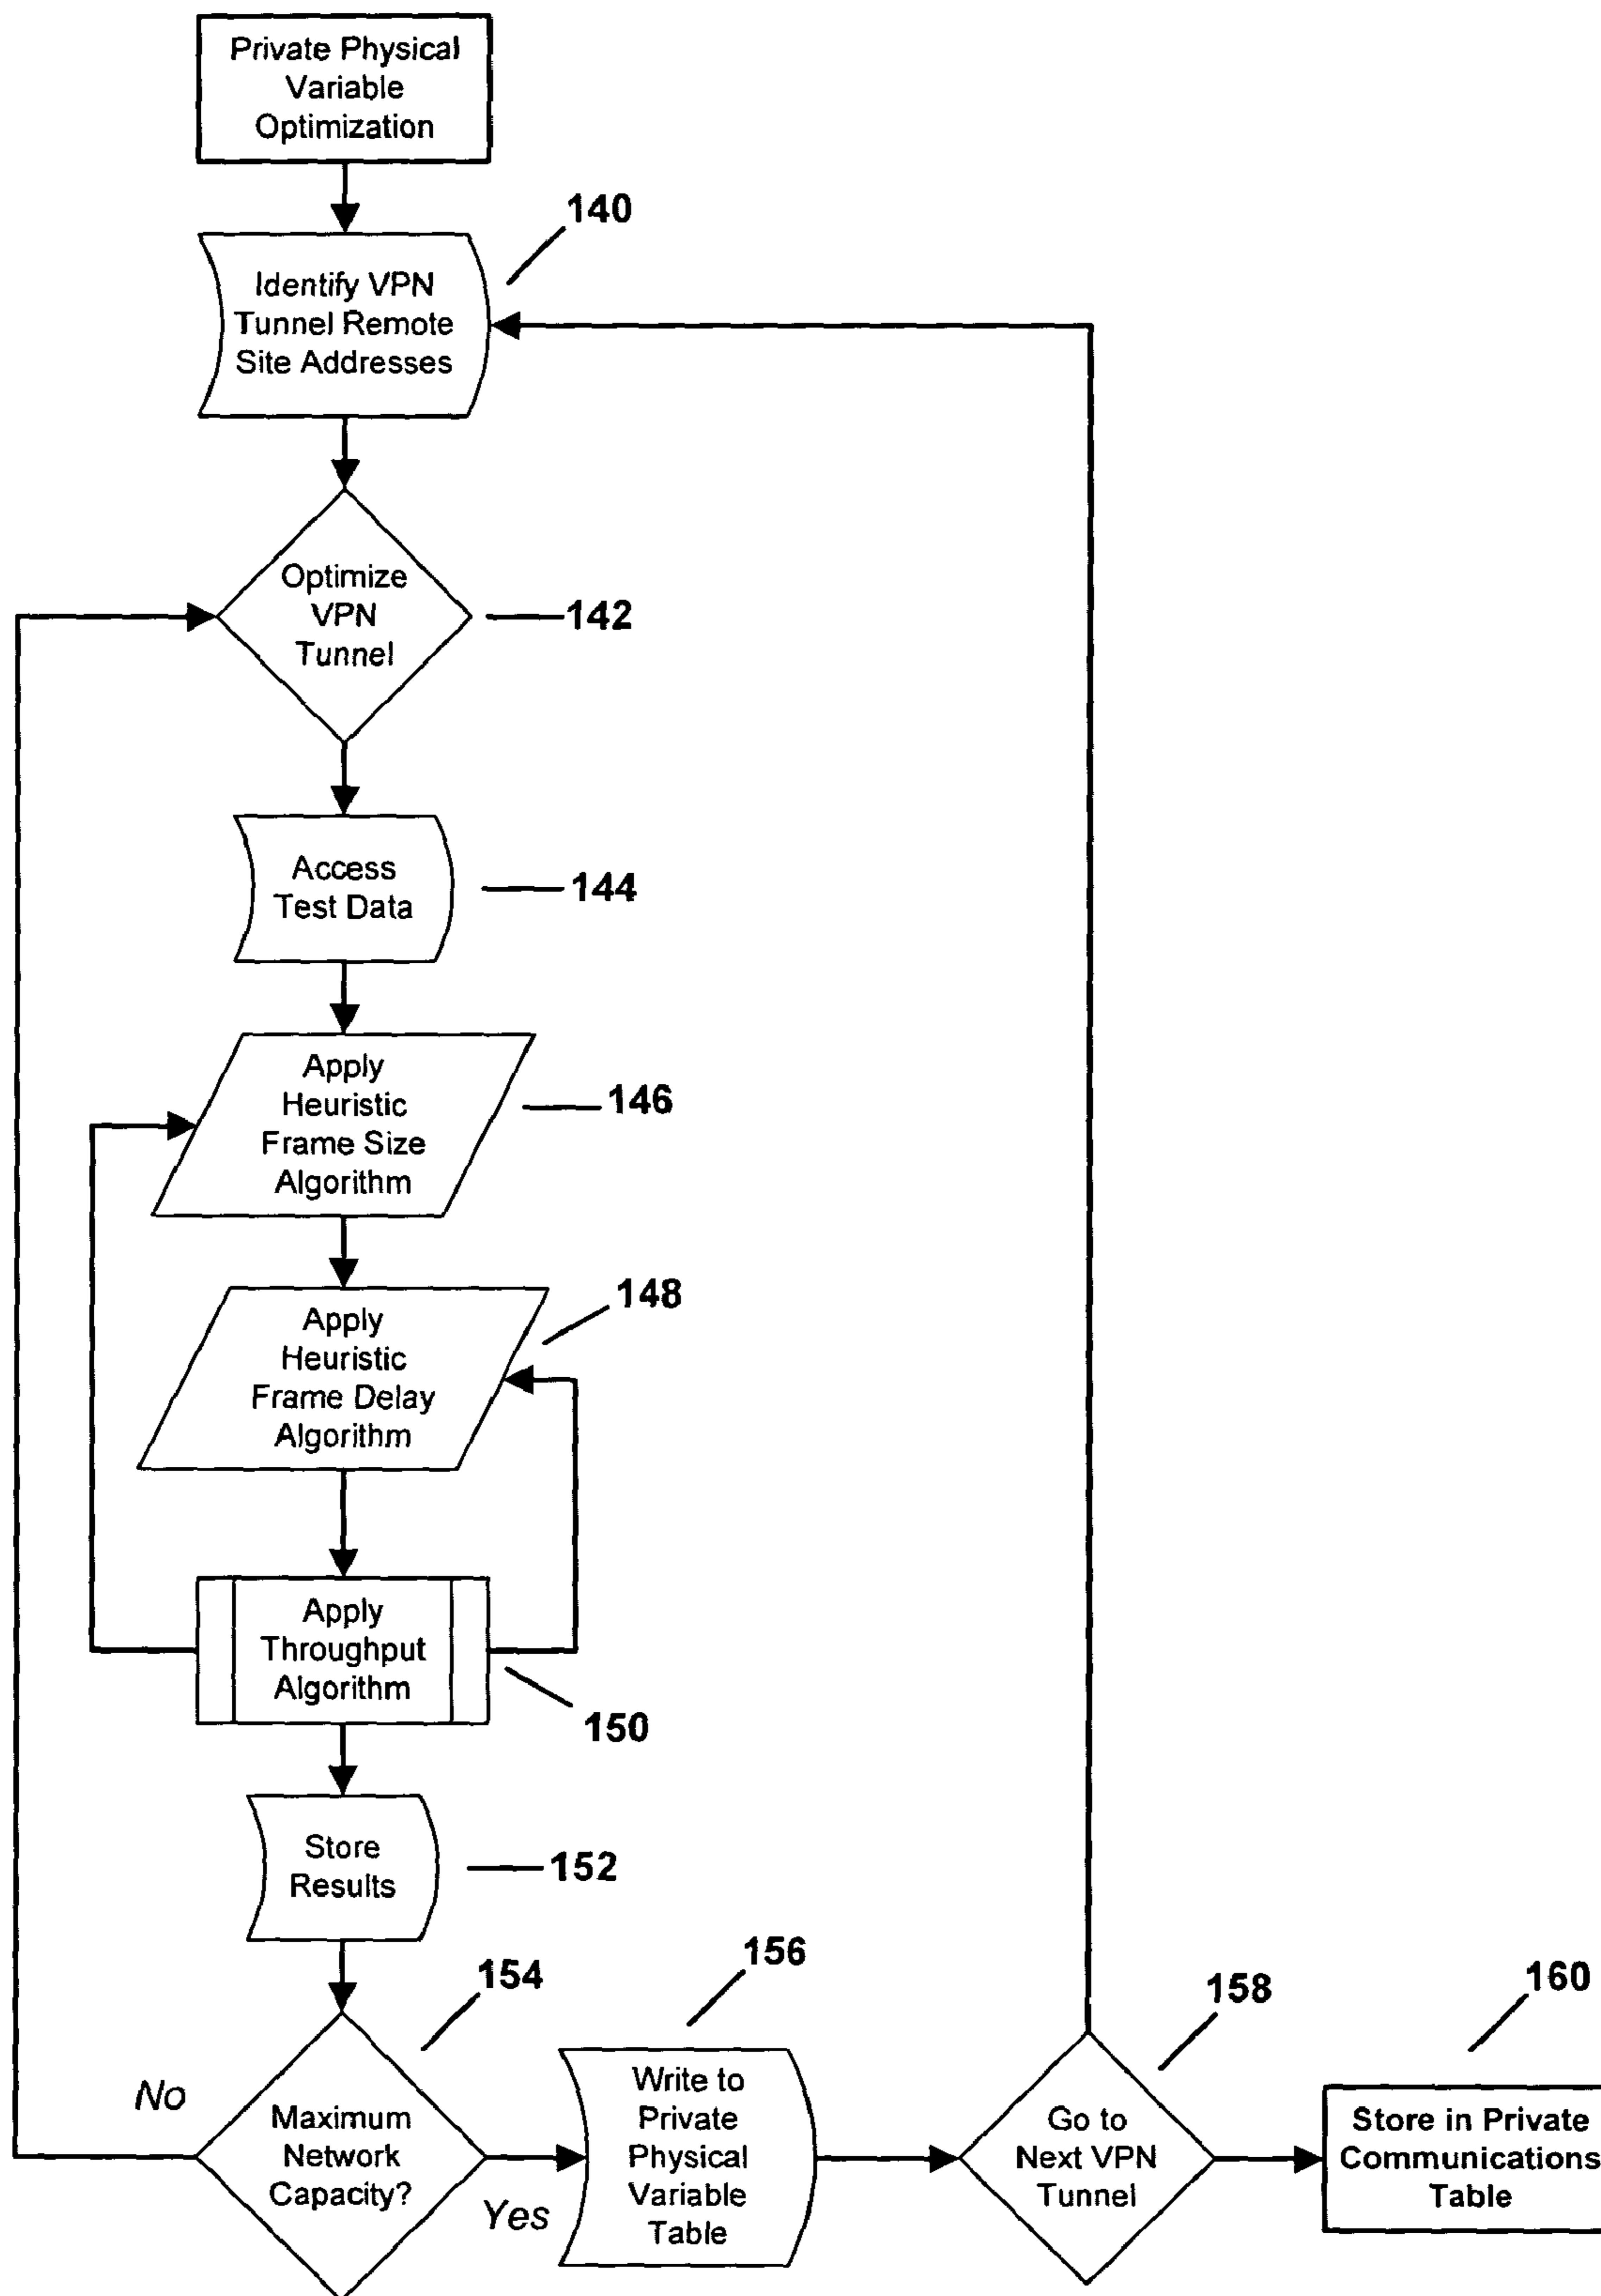 Private Physical
Variable
Optimization
140
Identify VPN
Tunnel Remote
Site Addresses
Optimize
VPN
Tunnel
142
Access
Test Data
144
Apply
Heuristic
Frame Size
Algorithm
146
148
Apply
Heuristic
Frame Delay
Algorithm
Apply
Throughput
Algorithm
150
Store
Results
152
154
156
158
160
No
Maximum
Network
Capacity?
Yes
Write to
Private
Physical
Variable
Table
Go to
Next VPN
Tunnel
Store in Private
Communications
Table